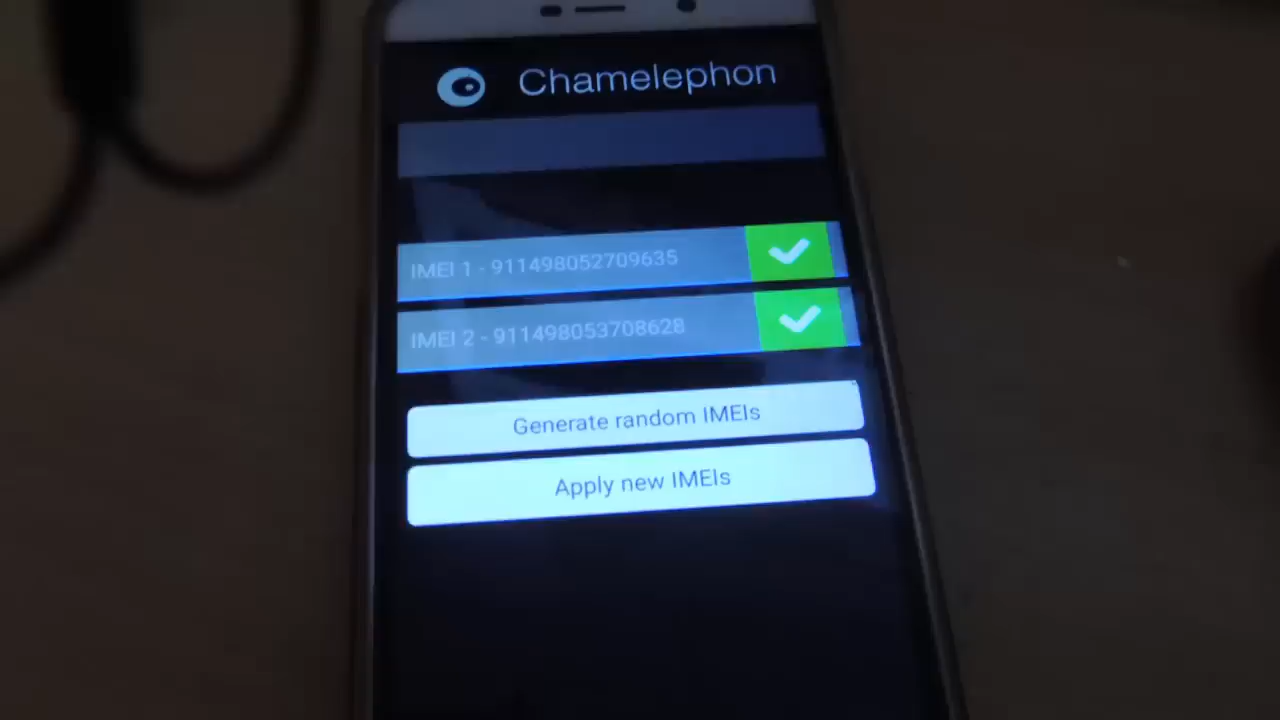 Chamelephon
IMEI 1 - 911498052709635
IMEI 2 - 911498053708628
Generate random IMEIs
Apply new IMEIs